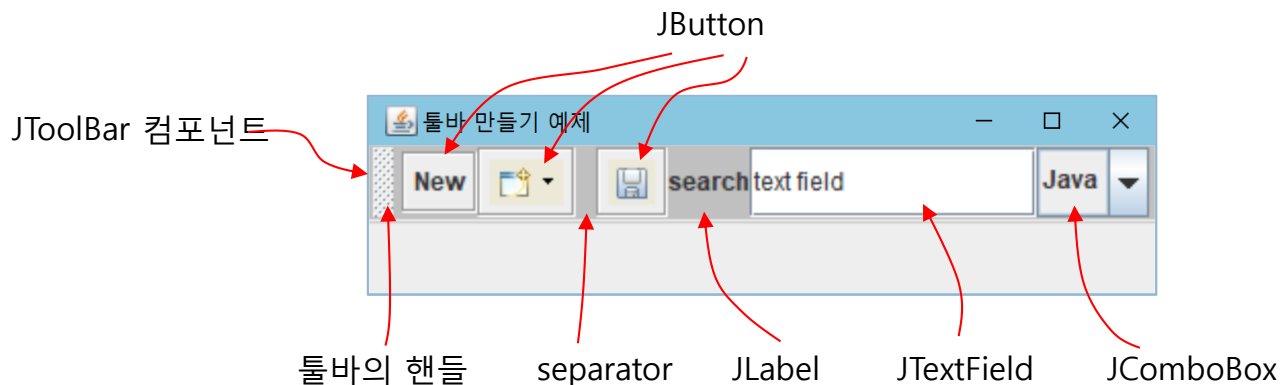 JButton
JToolBar 컴포넌트
툴바 만들기 예제
New
search
text field
Java
툴바의 핸들
separator
JLabel
JTextField
JComboBox